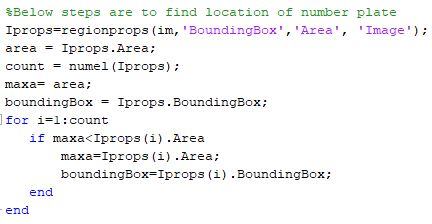 %Below steps are to find location of number plate
Iprops=regionprops(im,'BoundingBox','Area', 'Image');
area = Iprops.Area;
count = numel(Iprops);
maxa= area;
boundingBox = Iprops.BoundingBox;
for i=1:count
   if maxa<Iprops(i).Area
      maxa=Iprops(i).Area;
      boundingBox=Iprops(i).BoundingBox;
   end
end